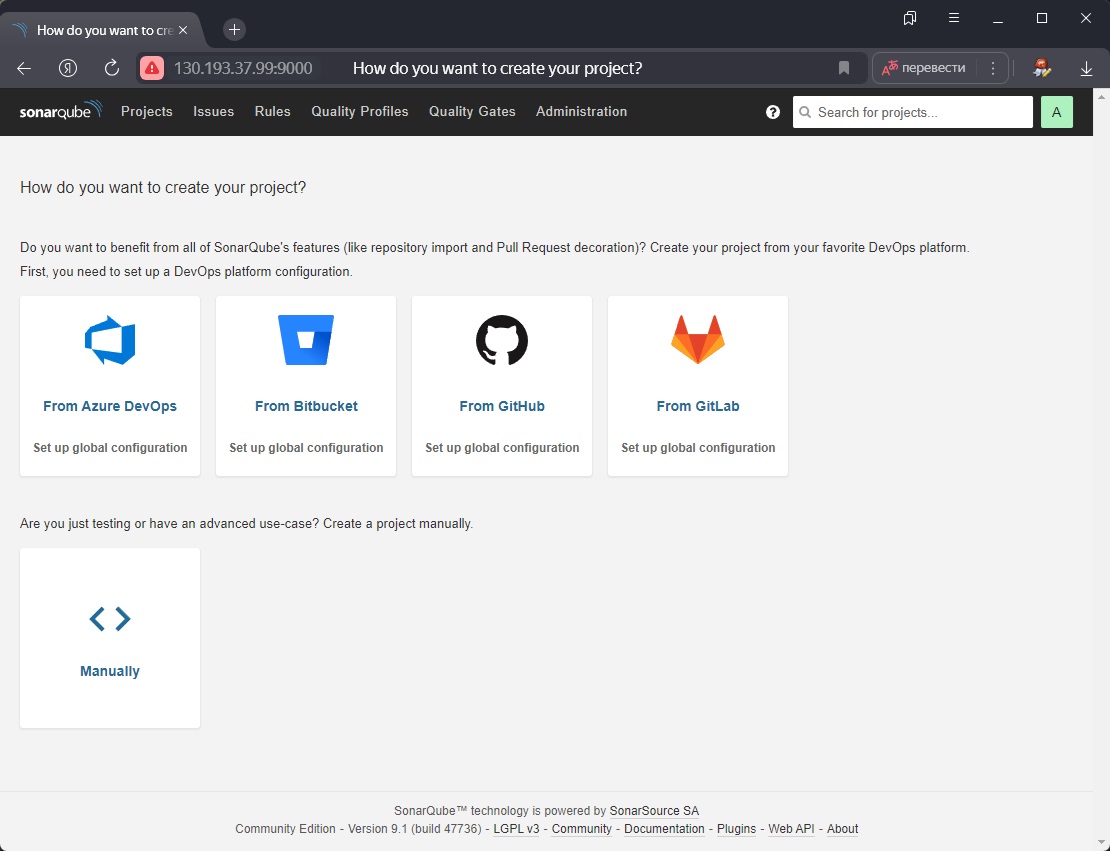 How do you want to cre
130.193.37.99:9000 How do you want to create your project? перевести
sonarqube Projects Issues Rules Quality Profiles Quality Gates Administration ? Search for projects... A
How do you want to create your project?
Do you want to benefit from all of SonarQube's features (like repository import and Pull Request decoration)? Create your project from your favorite DevOps platform.
First, you need to set up a DevOps platform configuration.
From Azure DevOps From Bitbucket From GitHub From GitLab
Set up global configuration Set up global configuration Set up global configuration Set up global configuration
Are you just testing or have an advanced use-case? Create a project manually.
Manually
SonarQube™ technology is powered by SonarSource SA
Community Edition - Version 9.1 (build 47736) - LGPL v3 - Community - Documentation - Plugins - Web API - About